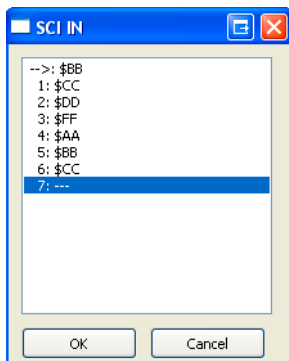 SCI IN
-->: $BB
1: $CC
2: $DD
3: $FF
4: $AA
5: $BB
6: $CC
7: ---
OK
Cancel